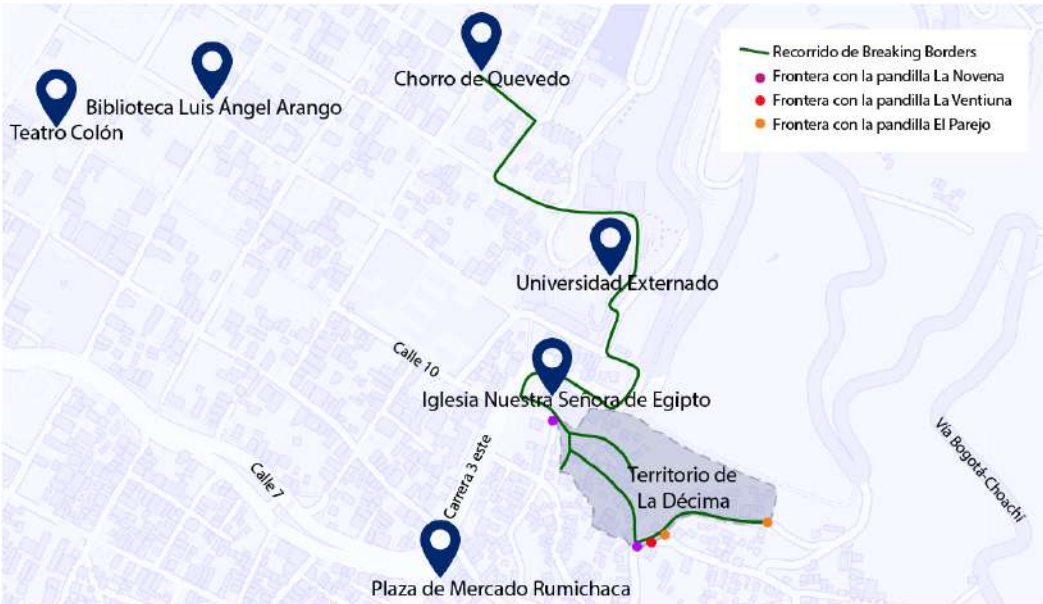 Chorro de Quevedo
Biblioteca Luis Ángel Arango
Teatro Colón
Recorrido de Breaking Borders
Frontera con la pandilla La Novena
Frontera con la pandilla La Ventiuna
Frontera con la pandilla El Parejo
Universidad Externado
Calle 10
Iglesia Nuestra Señora de Egipto
Carrera 3 este
Calle 7
Territorio de
La Décima
Vía Bogotá-Choachí
Plaza de Mercado Rumichaca